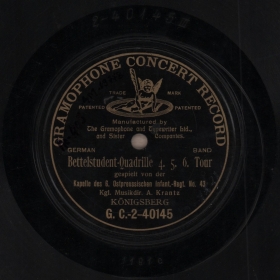 GRAMOPHONE CONCERT RECORD
TRADE MARK
PATENTED PATENTED
Manufactured by
The Gramophone and Typewriter Ltd.,
and Sister Companies.
GERMAN BAND
Bettelstudent-Quadrille 4. 5. 6. Tour
gespielt von der
Kapelle des 6. Ostpreussischen Infant.-Regt. No. 43
Kgl. Musikdir. A. Krantz
KÖNIGSBERG
G. C.-2-40145